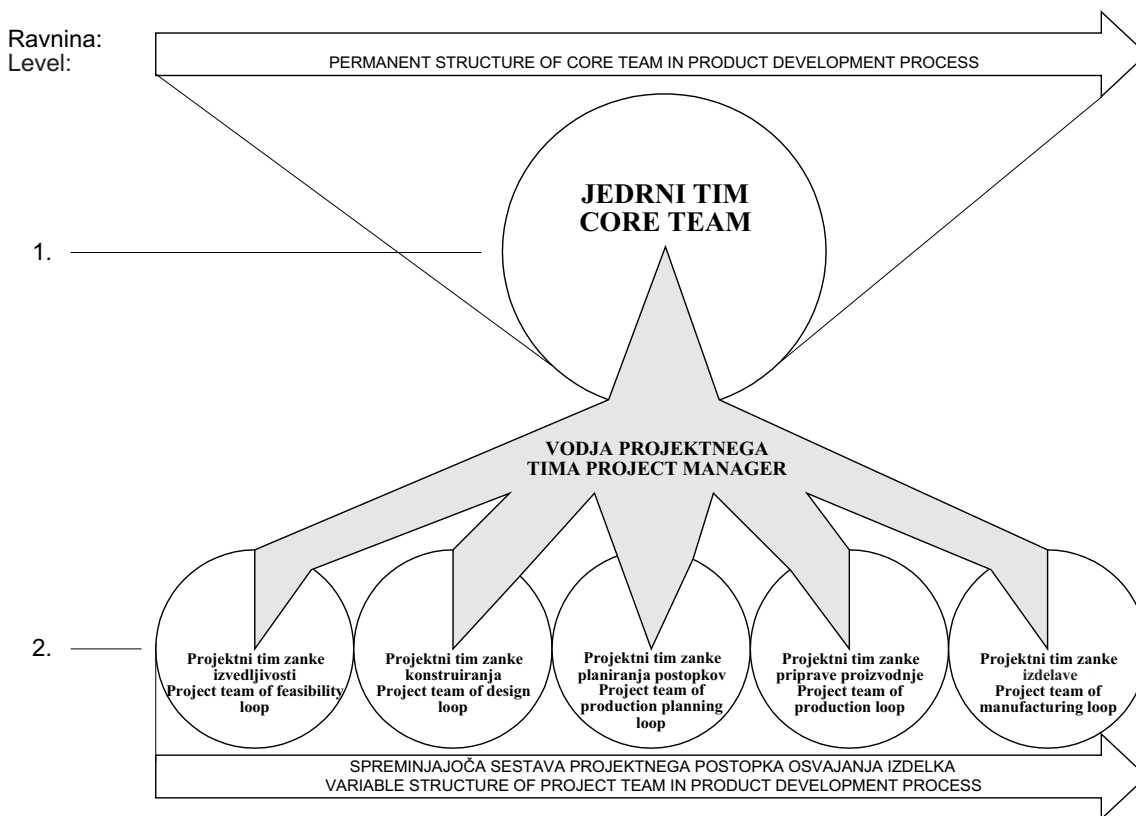 Ravnina:
Level:
PERMANENT STRUCTURE OF CORE TEAM IN PRODUCT DEVELOPMENT PROCESS
JEDRNI TIM
CORE TEAM
1.
VODJA PROJEKTNEGA
TIMA PROJECT MANAGER
2.
Projektni tim zanke
izvedljivosti
Project team of feasibility
loop
Projektni tim zanke
konstruiranja
Project team of design
loop
Projektni tim zanke
planiranja postopkov
Project team of
production planning
loop
Projektni tim zanke
priprave proizvodnje
Project team of
production loop
Projektni tim zanke
izdelave
Project team of
manufacturing loop
SPREMINJAJOČA SESTAVA PROJEKTNEGA POSTOPKA OSVAJANJA IZDELKA
VARIABLE STRUCTURE OF PROJECT TEAM IN PRODUCT DEVELOPMENT PROCESS